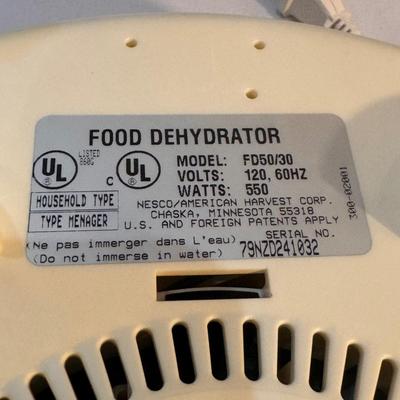 FOOD DEHYDRATOR
UL LISTED 860G
C UL
MODEL: FD50/30
VOLTS: 120, 60HZ
WATTS: 550
HOUSEHOLD TYPE
TYPE MENAGER
NESCO/AMERICAN HARVEST CORP.
CHASKA, MINNESOTA 55318
U.S. AND FOREIGN PATENTS APPLY
SERIAL NO.
(Ne pas immerger dans L'eau)
(Do not immerse in water)
79NZD241032
300-02001